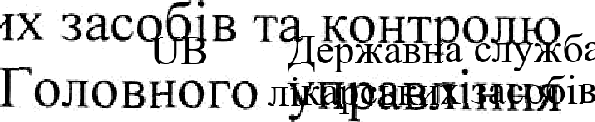 их засобів та контролю
UB Державна служба
Головного управління
лікарських засобів